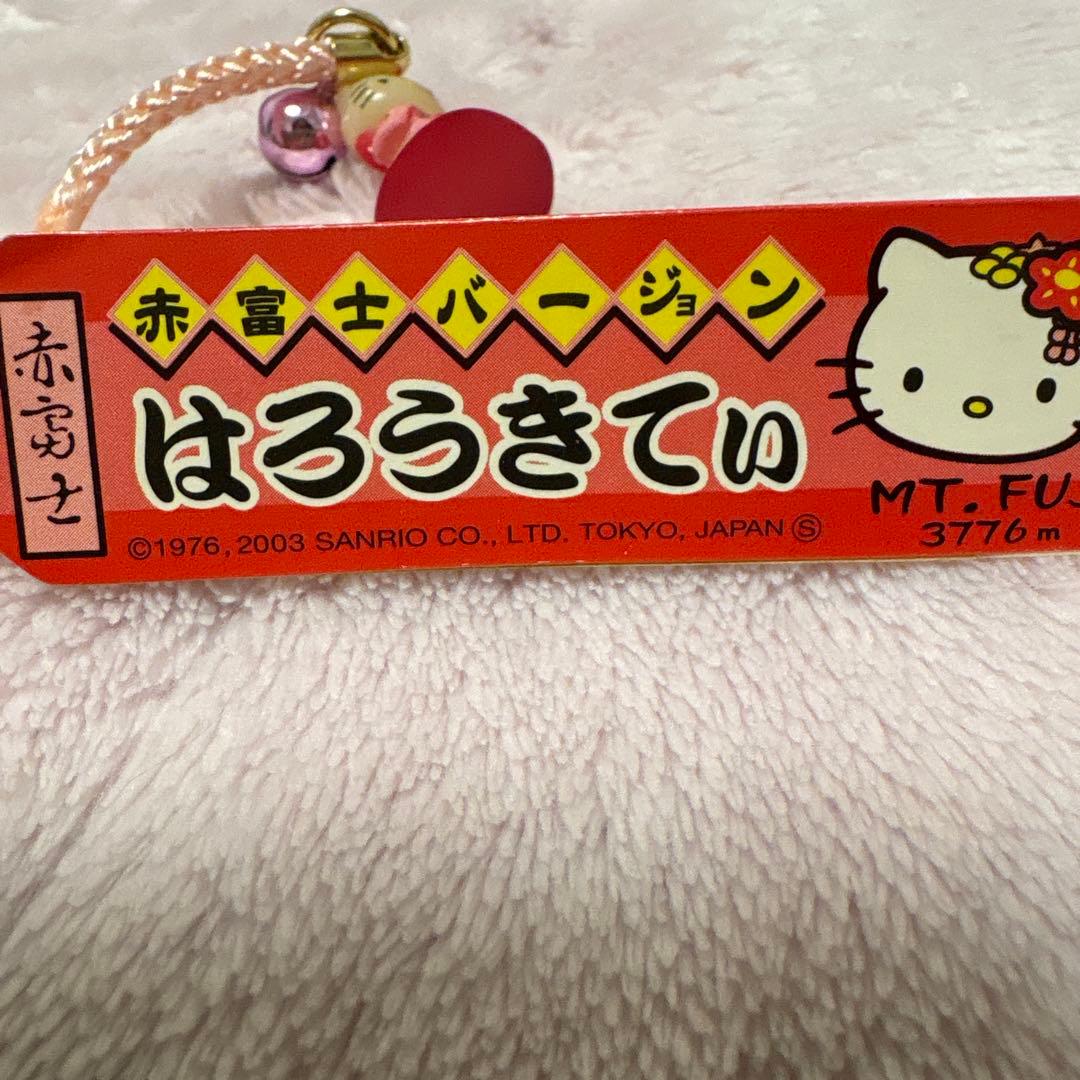 赤富士
赤富士バージョン
はろうきてぃ
©1976, 2003 SANRIO CO., LTD. TOKYO, JAPAN Ⓢ
MT. FUJ
3776m